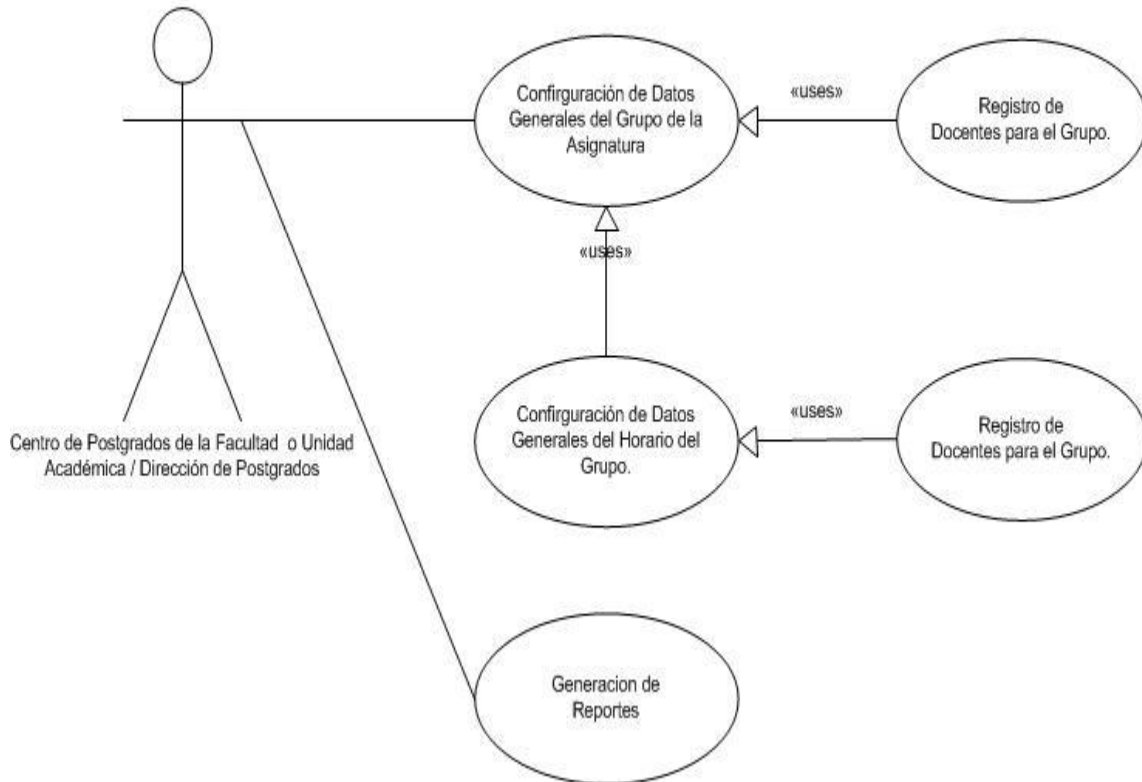 Confirguración de Datos
Generales del Grupo de la
Asignatura
«uses»
Registro de
Docentes para el Grupo.
«uses»
Centro de Postgrados de la Facultad o Unidad
Académica / Dirección de Postgrados
Confirguración de Datos
Generales del Horario del
Grupo.
«uses»
Registro de
Docentes para el Grupo.
Generacion de
Reportes